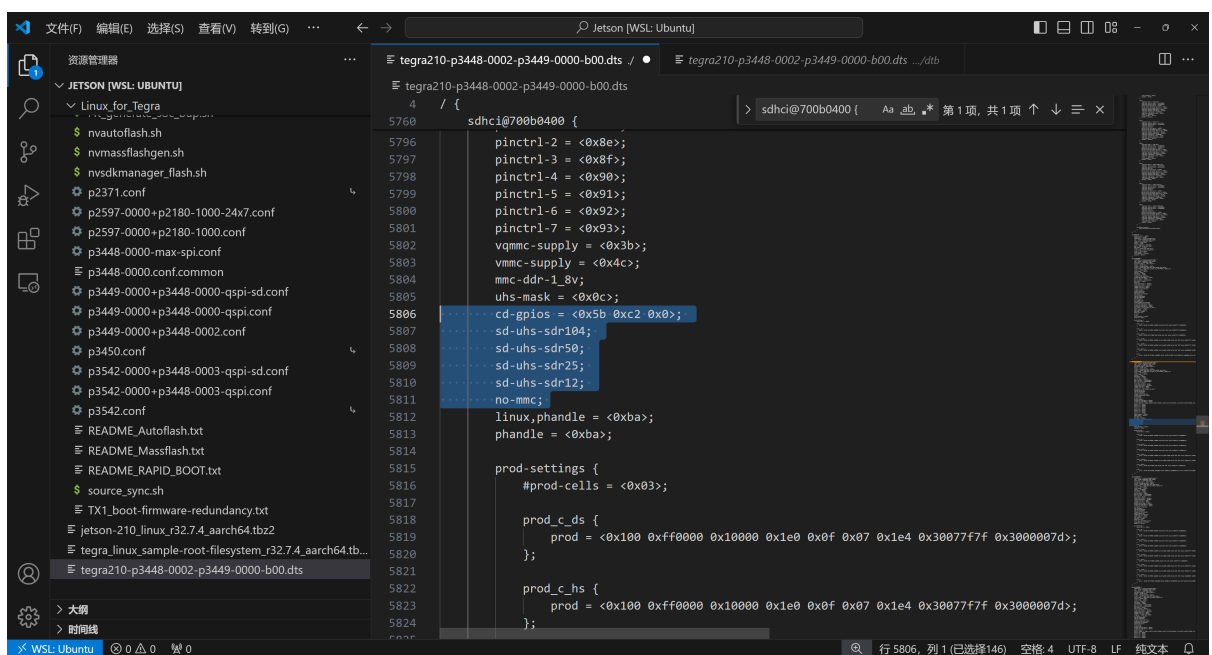 文件(F) 编辑(E) 选择(S) 查看(V) 转到(G) ··· ← → Jetson [WSL: Ubuntu]
资源管理器 ···
JETSON [WSL: UBUNTU]
Linux_for_Tegra
nvautoflash.sh
nvmassflashgen.sh
nvsdkmanager_flash.sh
p2371.conf
p2597-0000+p2180-1000-24x7.conf
p2597-0000+p2180-1000.conf
p3448-0000-max-spi.conf
p3448-0000.conf.common
p3449-0000+p3448-0000-qspi-sd.conf
p3449-0000+p3448-0000-qspi.conf
p3449-0000+p3448-0002.conf
p3450.conf
p3542-0000+p3448-0003-qspi-sd.conf
p3542-0000+p3448-0003-qspi.conf
p3542.conf
README_Autoflash.txt
README_Massflash.txt
README_RAPID_BOOT.txt
source_sync.sh
TX1_boot-firmware-redundancy.txt
jetson-210_linux_r32.7.4_aarch64.tbz2
tegra_linux_sample-root-filesystem_r32.7.4_aarch64.tb...
tegra210-p3448-0002-p3449-0000-b00.dts
大纲
时间线
tegra210-p3448-0002-p3449-0000-b00.dts ./ ● tegra210-p3448-0002-p3449-0000-b00.dts .../dtb
tegra210-p3448-0002-p3449-0000-b00.dts
sdhci@700b0400 { Aa ab .* 第1项, 共1项
4 / {
5760 sdhci@700b0400 {
5796 pinctrl-2 = <0x8e>;
5797 pinctrl-3 = <0x8f>;
5798 pinctrl-4 = <0x90>;
5799 pinctrl-5 = <0x91>;
5800 pinctrl-6 = <0x92>;
5801 pinctrl-7 = <0x93>;
5802 vqmmc-supply = <0x3b>;
5803 vmmc-supply = <0x4c>;
5804 mmc-ddr-1_8v;
5805 uhs-mask = <0x0c>;
5806 cd-gpios = <0x5b 0xc2 0x0>;
5807 sd-uhs-sdr104;
5808 sd-uhs-sdr50;
5809 sd-uhs-sdr25;
5810 sd-uhs-sdr12;
5811 no-mmc;
5812 linux,phandle = <0xba>;
5813 phandle = <0xba>;
5814
5815 prod-settings {
5816 #prod-cells = <0x03>;
5817
5818 prod_c_ds {
5819 prod = <0x100 0xff0000 0x10000 0x1e0 0x0f 0x07 0x1e4 0x30077f7f 0x3000007d>;
5820 };
5821
5822 prod_c_hs {
5823 prod = <0x100 0xff0000 0x10000 0x1e0 0x0f 0x07 0x1e4 0x30077f7f 0x3000007d>;
5824 };
WSL: Ubuntu 0 0 0 行 5806, 列 1 (已选择146) 空格: 4 UTF-8 LF 纯文本